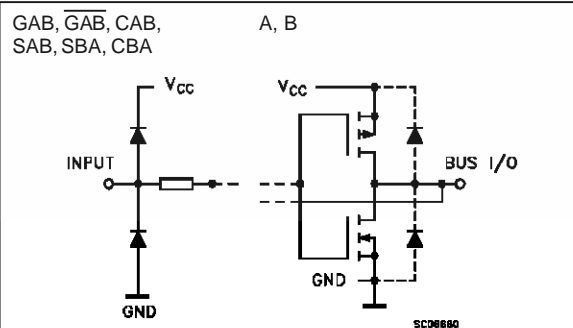 GAB, GAB, CAB,
SAB, SBA, CBA
A, B
VCC
VCC
INPUT
BUS I/O
GND
GND
SC06660